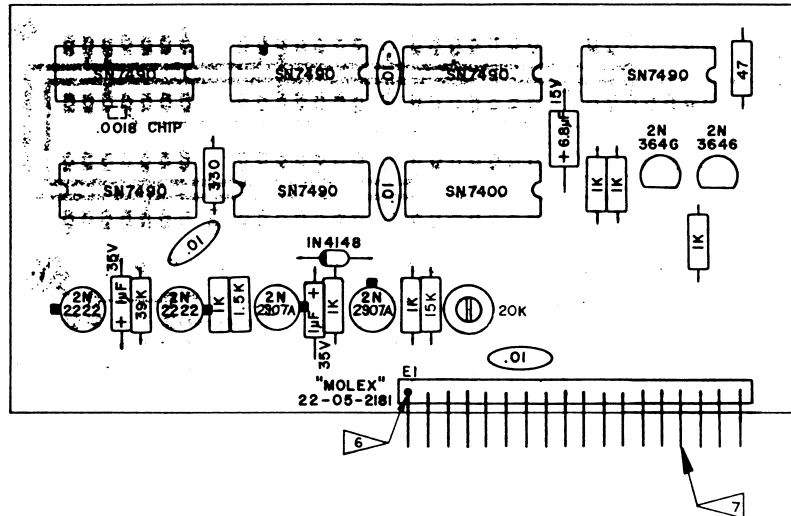 SN7490
SN7490
.01
SN7490
SN7490
47
.0018 CHIP
15V
+ 6.8µF
2N
3646
2N
3646
SN7490
330
SN7490
.01
SN7400
1K
1K
1K
.01
1N4148
35V
2N
2222
+ 1µF
39K
2N
2222
1K
1.5K
2N
2907A
1µF +
35V
1K
2N
2907A
1K
15K
20K
.01
"MOLEX"
22-05-2181
E1
6
7